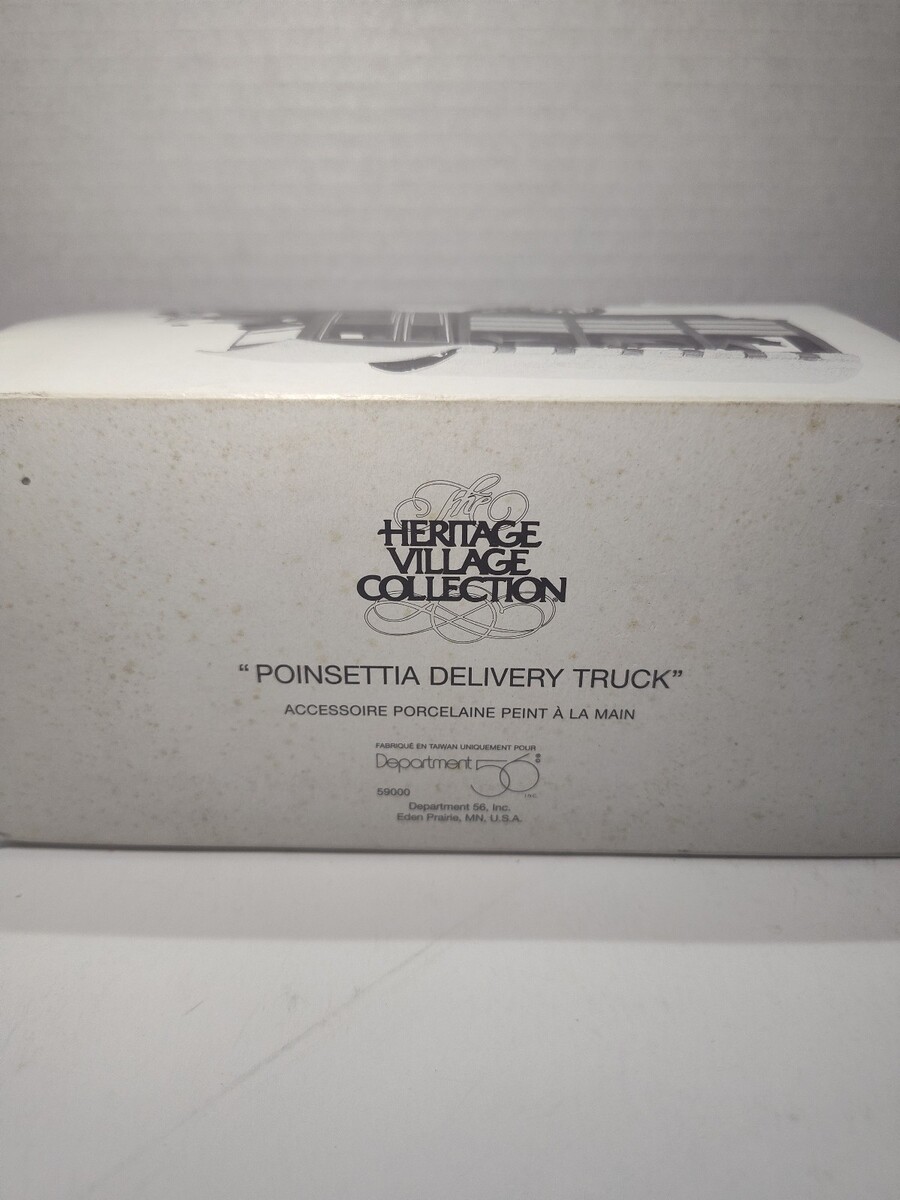 The
HERITAGE
VILLAGE
COLLECTION
“POINSETTIA DELIVERY TRUCK”
ACCESSOIRE PORCELAINE PEINT À LA MAIN
FABRIQUÉ EN TAIWAN UNIQUEMENT POUR
Department 56
INC.
59000
Department 56, Inc.
Eden Prairie, MN, U.S.A.